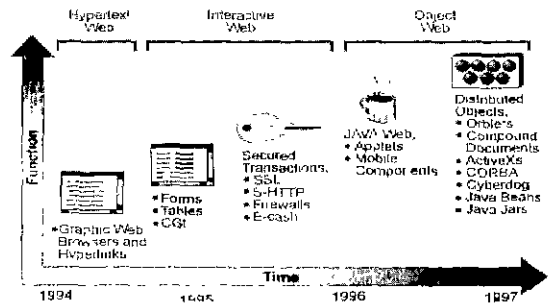 Hypertext
Web
Interactive
Web
Object
Web
Function
• Graphic Web
Browsers and
Hyperlinks
• Forms
• Tables
• CGI
Secured
Transactions,
• SSL
• S-HTTP
• Firewalls
• E-cash
JAVA Web,
• Applets
• Mobile
Components
Distributed
Objects,
• Orblets
• Compound
Documents
• ActiveXs
• CORBA
• Cyberdog
• Java Beans
• Java Jars
Time
1994
1995
1996
1997